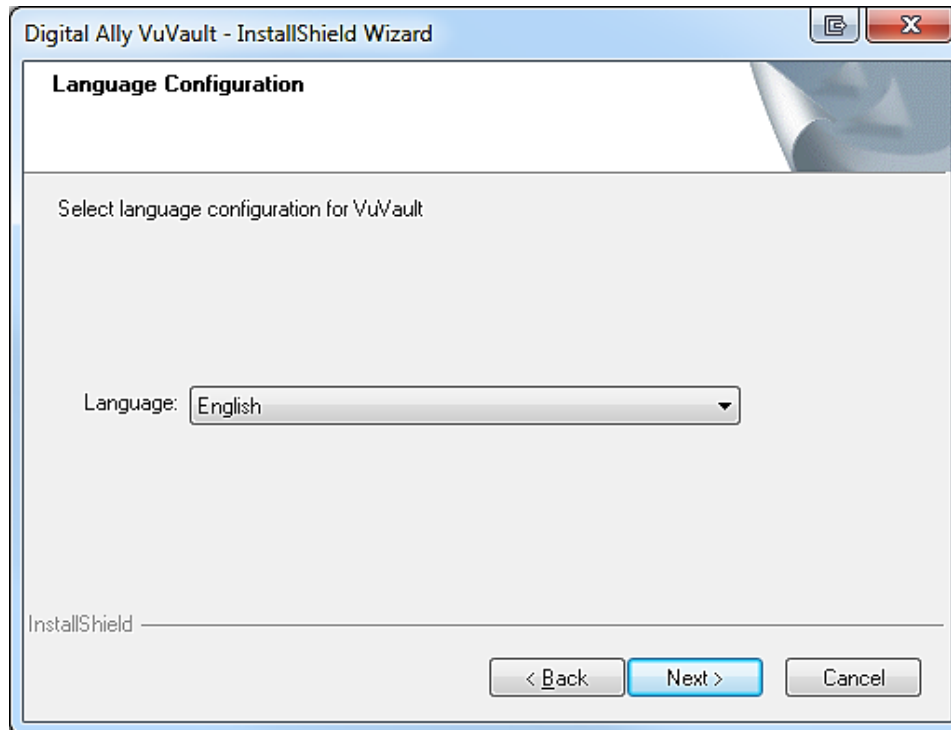 Digital Ally VuVault - InstallShield Wizard
Language Configuration
Select language configuration for VuVault
Language: English
InstallShield
< Back Next > Cancel